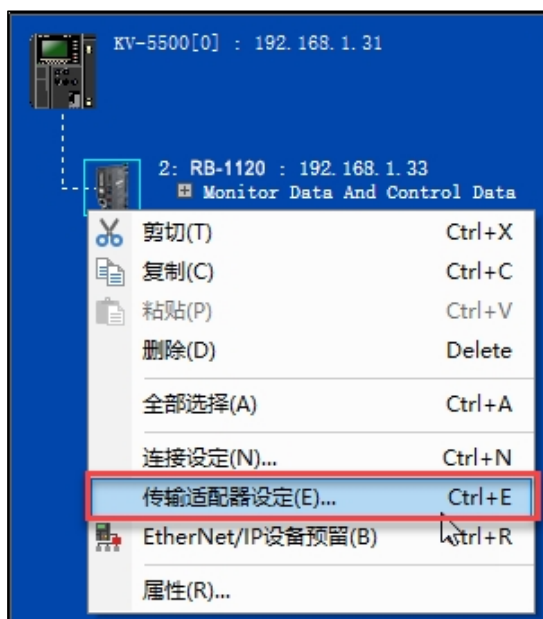 KV-5500[0] : 192.168.1.31
2: RB-1120 : 192.168.1.33
Monitor Data And Control Data
剪切(T) Ctrl+X
复制(C) Ctrl+C
粘贴(P) Ctrl+V
删除(D) Delete
全部选择(A) Ctrl+A
连接设定(N)... Ctrl+N
传输适配器设定(E)... Ctrl+E
EtherNet/IP设备预留(B) Ctrl+R
属性(R)...